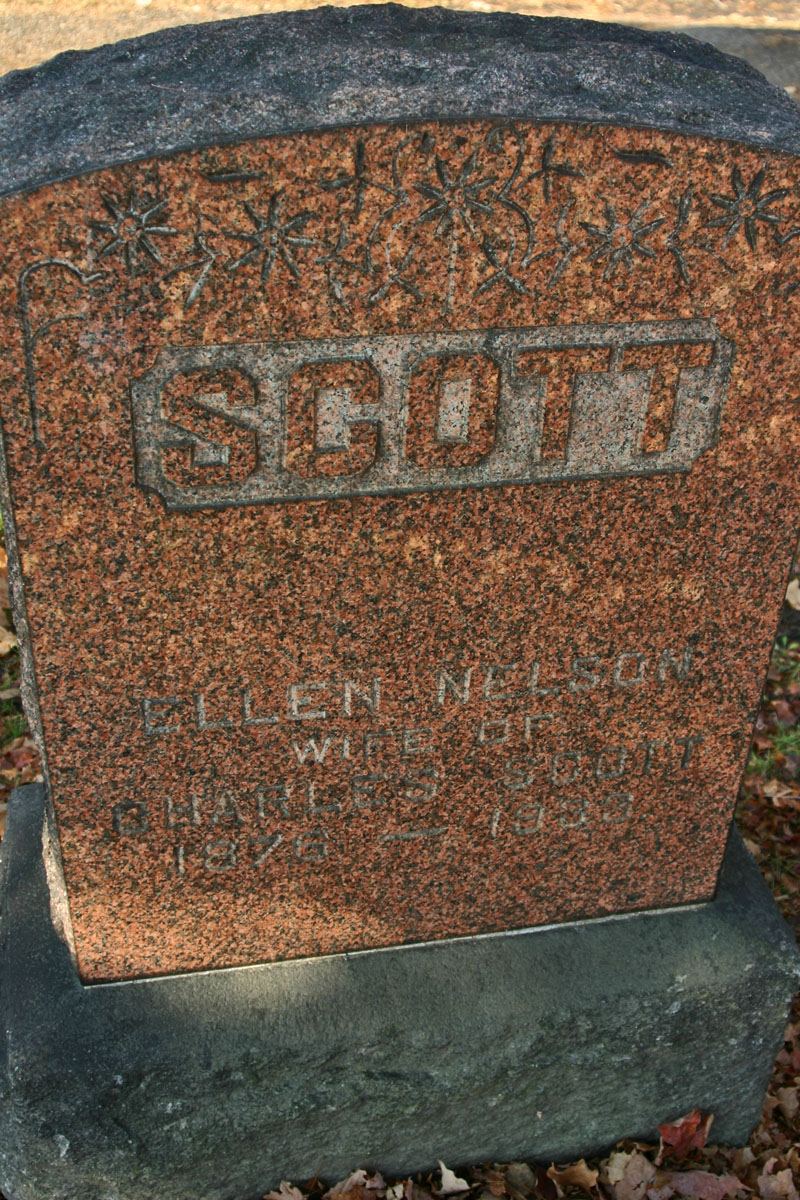 SCOTT
ELLEN NELSON
WIFE OF
CHARLES SCOTT
1876 — 1933